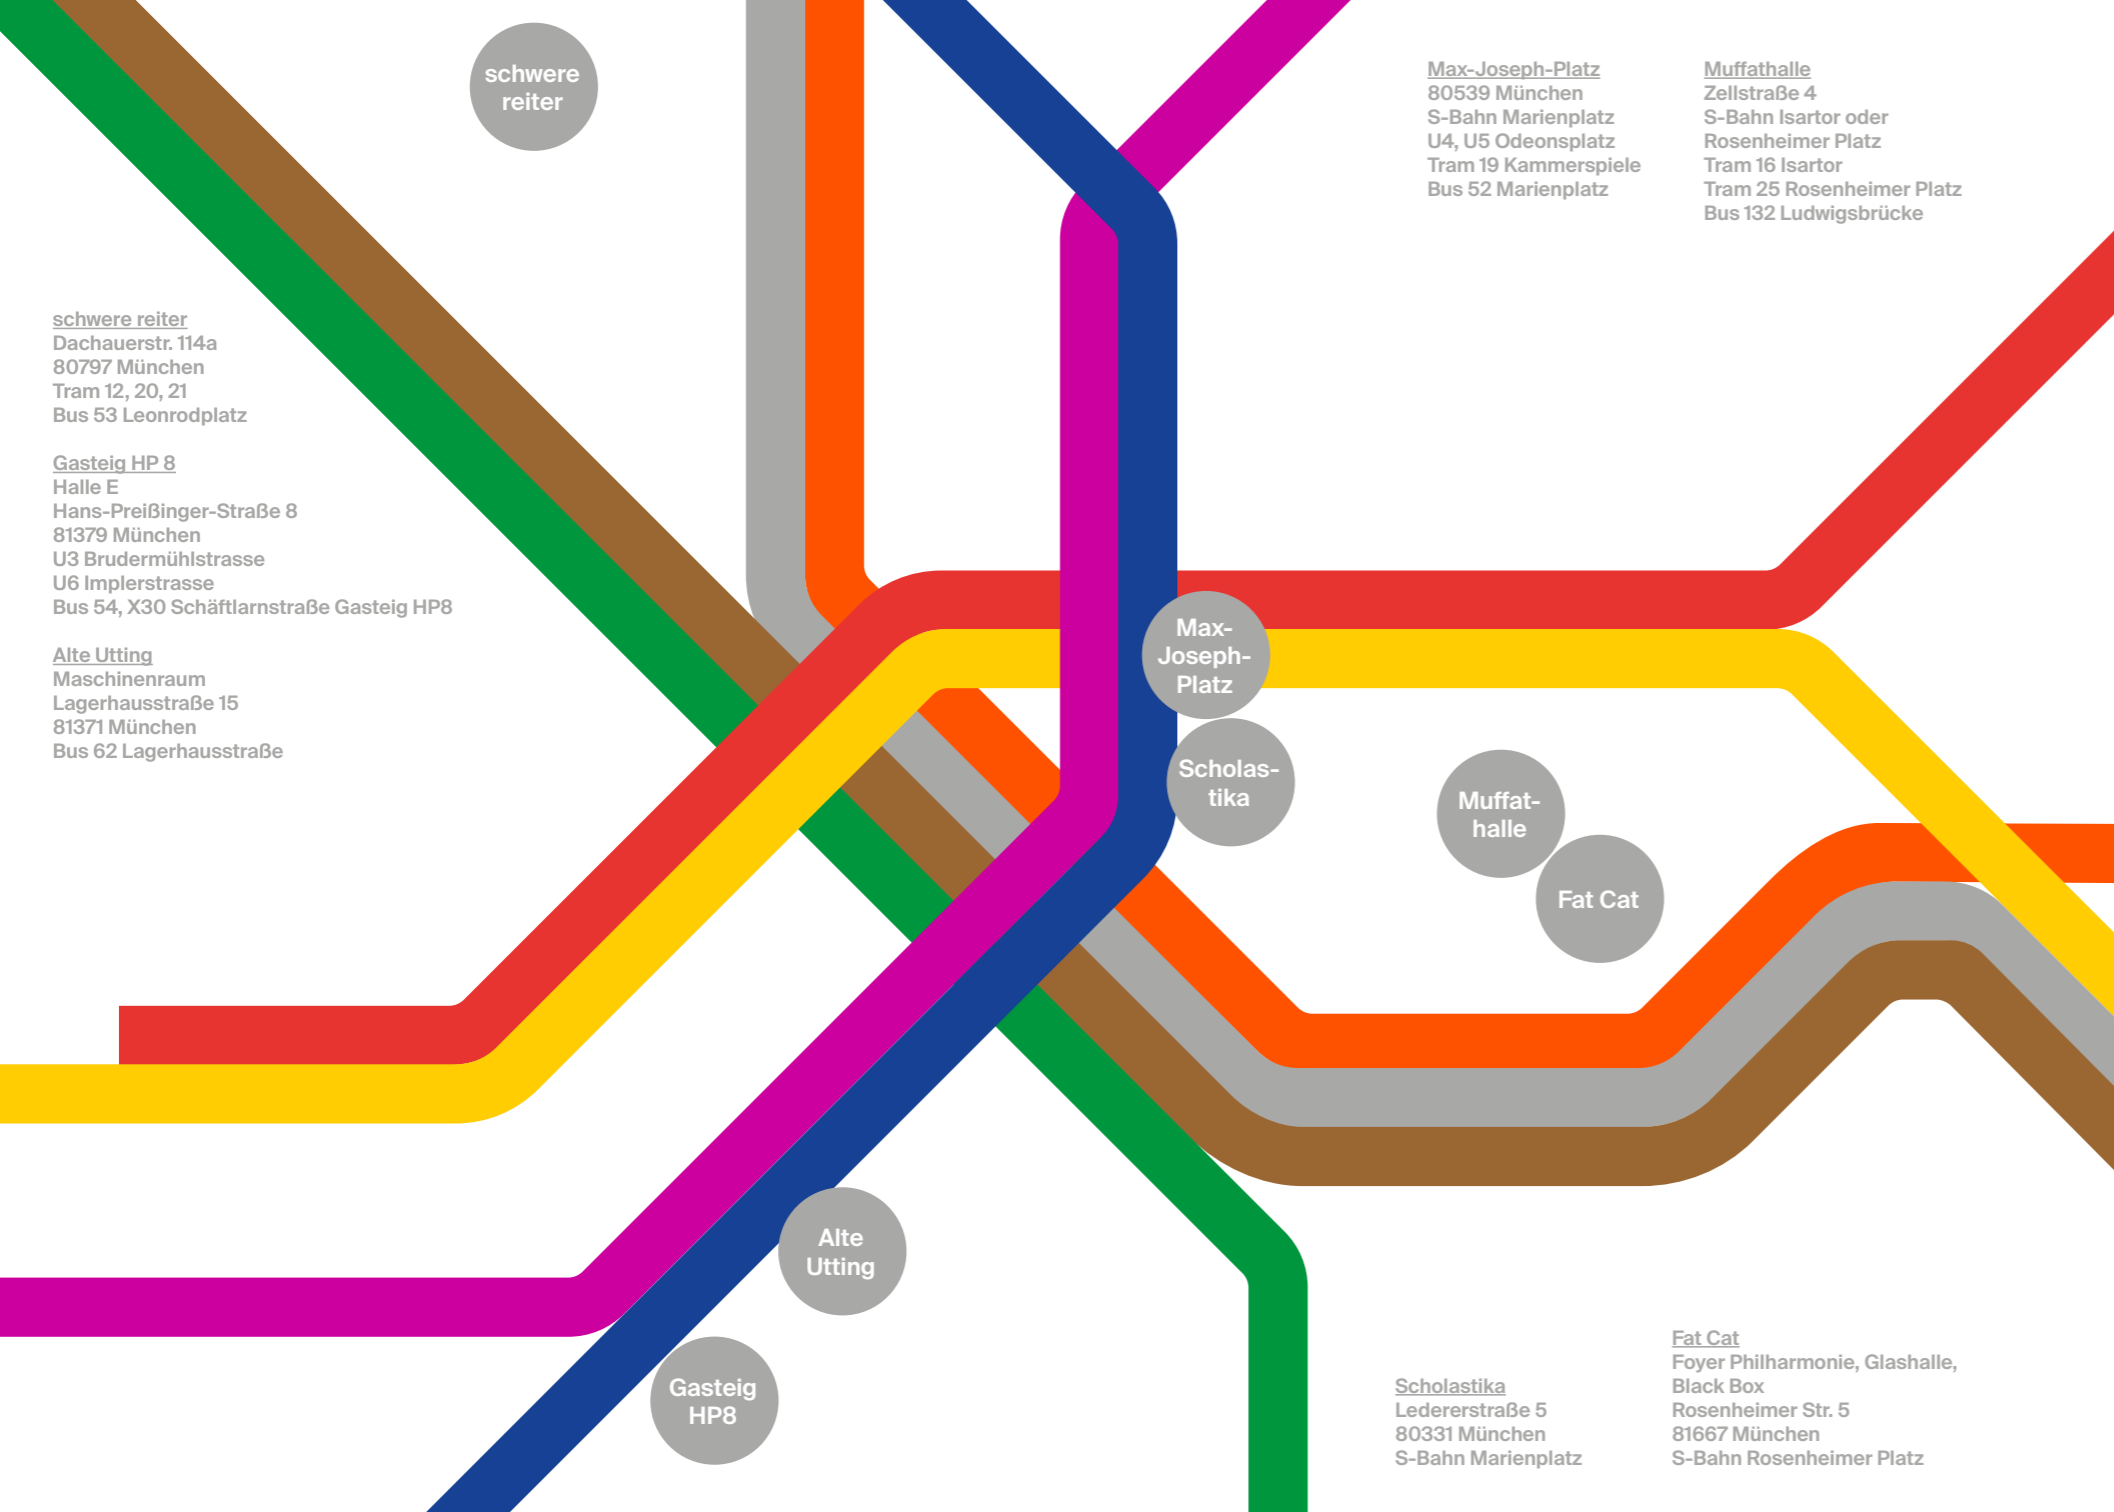 schwere
reiter
Max-Joseph-Platz
80539 München
S-Bahn Marienplatz
U4, U5 Odeonsplatz
Tram 19 Kammerspiele
Bus 52 Marienplatz
Muffathalle
Zellstraße 4
S-Bahn Isartor oder
Rosenheimer Platz
Tram 16 Isartor
Tram 25 Rosenheimer Platz
Bus 132 Ludwigsbrücke
schwere reiter
Dachauerstr. 114a
80797 München
Tram 12, 20, 21
Bus 53 Leonrodplatz
Gasteig HP 8
Halle E
Hans-Preißinger-Straße 8
81379 München
U3 Brudermühlstrasse
U6 Implerstrasse
Bus 54, X30 Schäftlarnstraße Gasteig HP8
Alte Utting
Maschinenraum
Lagerhausstraße 15
81371 München
Bus 62 Lagerhausstraße
Max-
Joseph-
Platz
Scholas-
tika
Muffat-
halle
Fat Cat
Alte
Utting
Gasteig
HP8
Scholastika
Ledererstraße 5
80331 München
S-Bahn Marienplatz
Fat Cat
Foyer Philharmonie, Glashalle,
Black Box
Rosenheimer Str. 5
81667 München
S-Bahn Rosenheimer Platz